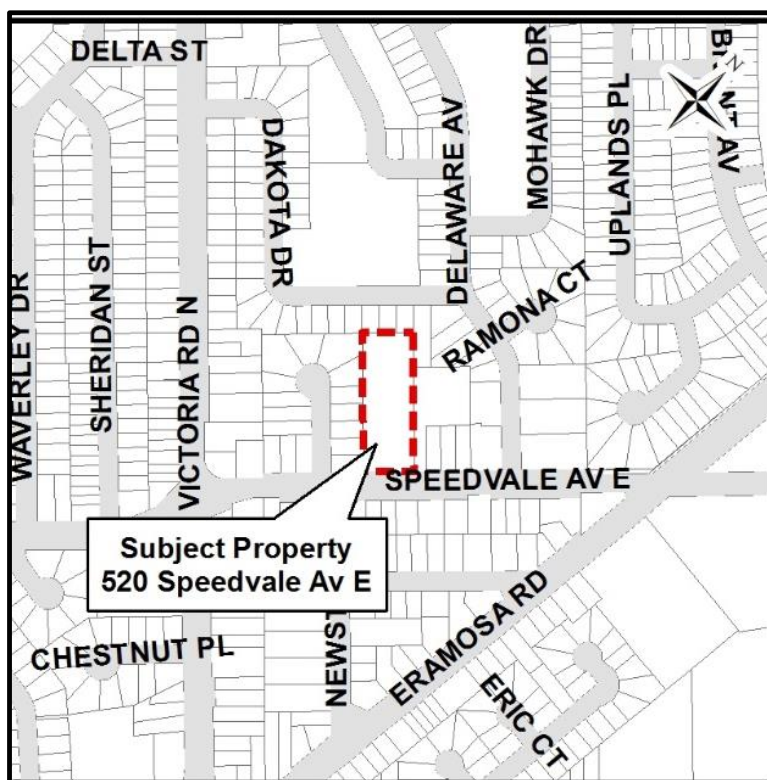 DELTA ST
DAKOTA DR
DELAWARE AV
MOHAWK DR
UPLANDS PL
N
AV
WAVERLEY DR
SHERIDAN ST
VICTORIA RD N
RAMONA CT
SPEEDVALE AV E
Subject Property
520 Speedvale Av E
CHESTNUT PL
NEWST
ERAMOSA RD
ERIC CT